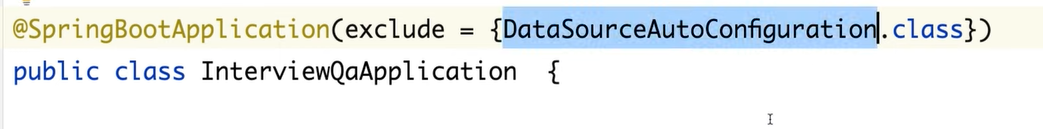 @SpringBootApplication(exclude = {DataSourceAutoConfiguration.class})
public class InterviewQaApplication  {